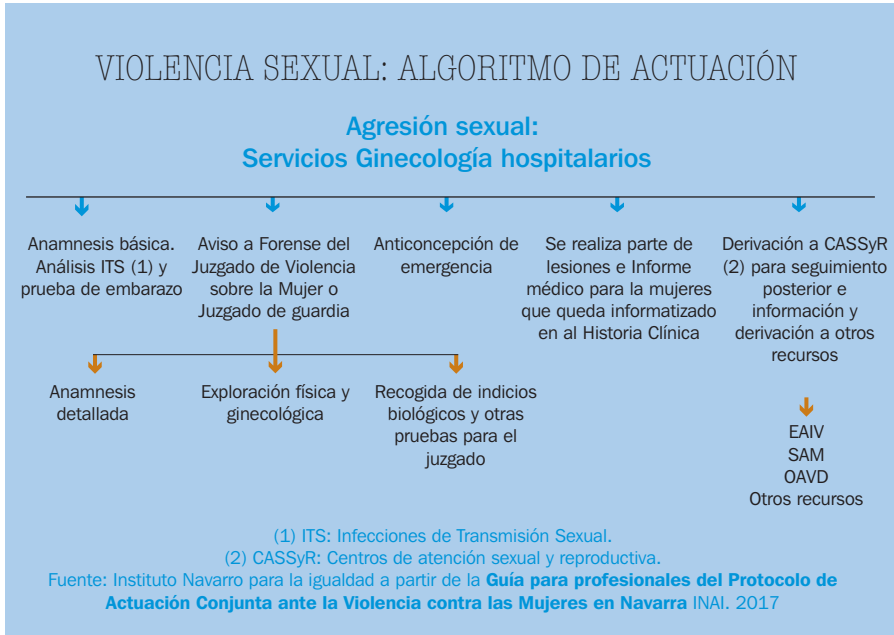 VIOLENCIA SEXUAL: ALGORITMO DE ACTUACIÓN
Agresión sexual:
Servicios Ginecología hospitalarios
Anamnesis básica.
Análisis ITS (1) y
prueba de embarazo
Aviso a Forense del
Juzgado de Violencia
sobre la Mujer o
Juzgado de guardia
Anticoncepción de
emergencia
Se realiza parte de
lesiones e Informe
médico para la mujeres
que queda informatizado
en al Historia Clínica
Derivación a CASSyR
(2) para seguimiento
posterior e
información y
derivación a otros
recursos
Anamnesis
detallada
Exploración física y
ginecológica
Recogida de indicios
biológicos y otras
pruebas para el
juzgado
EAIV
SAM
OAVD
Otros recursos
(1) ITS: Infecciones de Transmisión Sexual.
(2) CASSyR: Centros de atención sexual y reproductiva.
Fuente: Instituto Navarro para la igualdad a partir de la Guía para profesionales del Protocolo de
Actuación Conjunta ante la Violencia contra las Mujeres en Navarra INAI. 2017